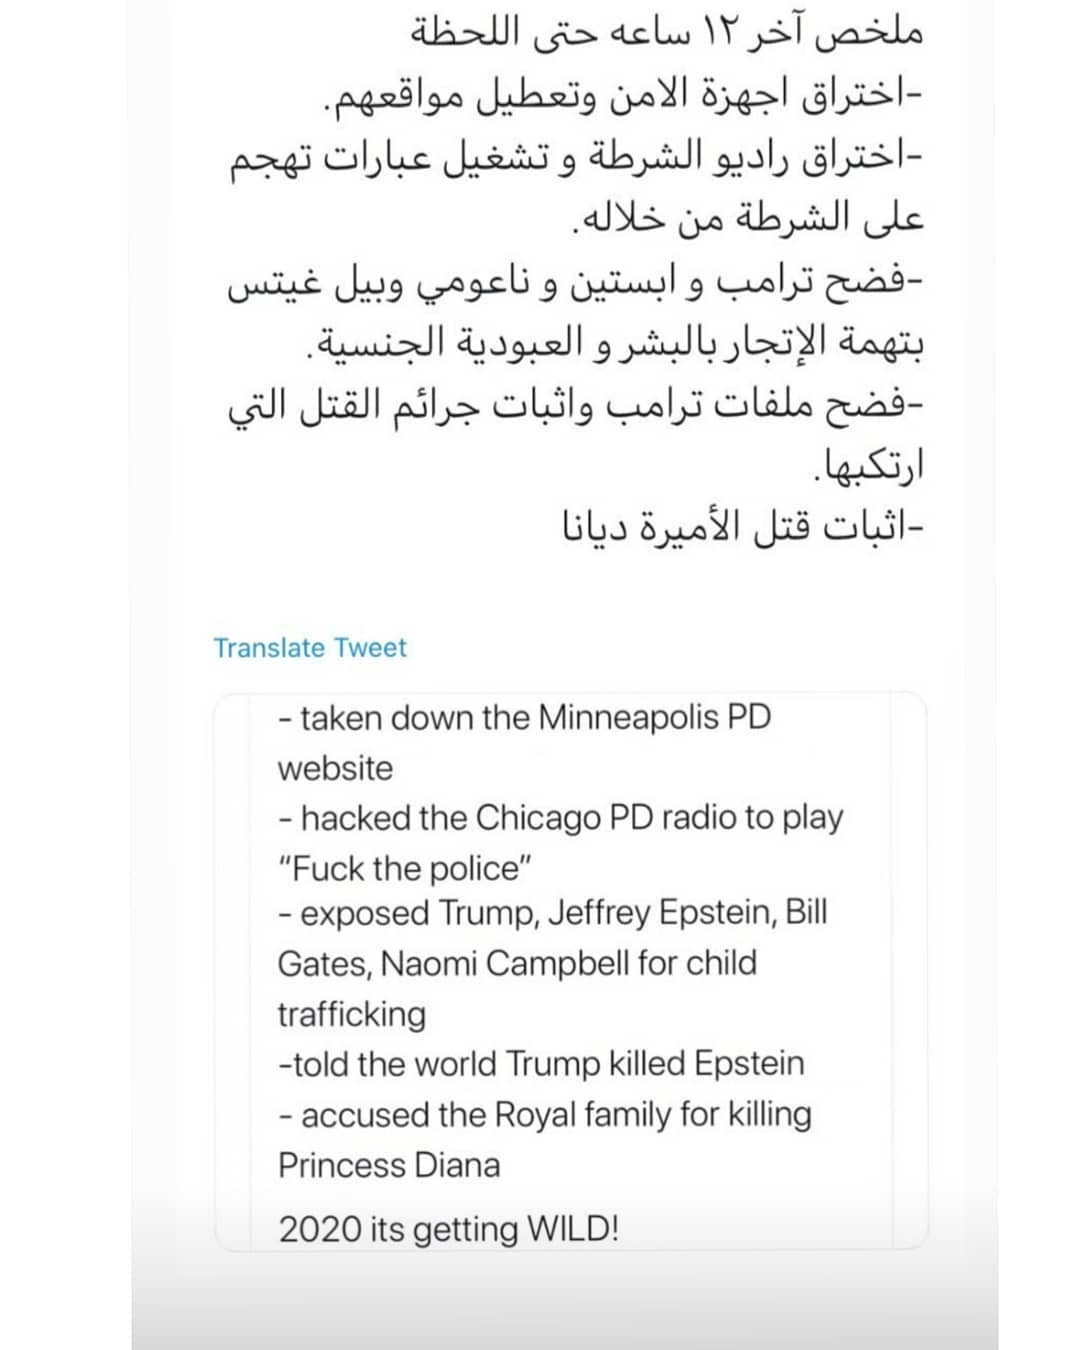 ملخص آخر ١٢ ساعه حتى اللحظة
-اختراق اجهزة الامن وتعطيل مواقعهم.
-اختراق راديو الشرطة و تشغيل عبارات تهجم
على الشرطة من خلاله.
-فضح ترامب و ابستين و ناعومي وبيل غيتس
بتهمة الإتجار بالبشر و العبودية الجنسية.
-فضح ملفات ترامب واثبات جرائم القتل التي
ارتكبها.
-اثبات قتل الأميرة ديانا
Translate Tweet
- taken down the Minneapolis PD
website
- hacked the Chicago PD radio to play
"Fuck the police"
- exposed Trump, Jeffrey Epstein, Bill
Gates, Naomi Campbell for child
trafficking
-told the world Trump killed Epstein
- accused the Royal family for killing
Princess Diana
2020 its getting WILD!